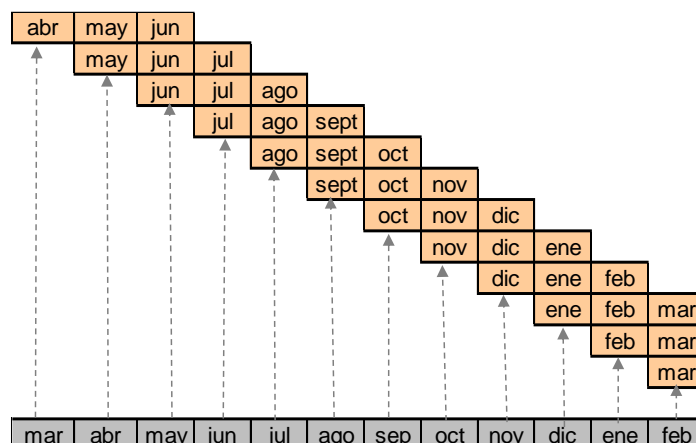 abr may jun
may jun jul
jun jul ago
jul ago sept
ago sept oct
sept oct nov
oct nov dic
nov dic ene
dic ene feb
ene feb mar
feb mar
mar
mar abr may jun jul ago sep oct nov dic ene feb